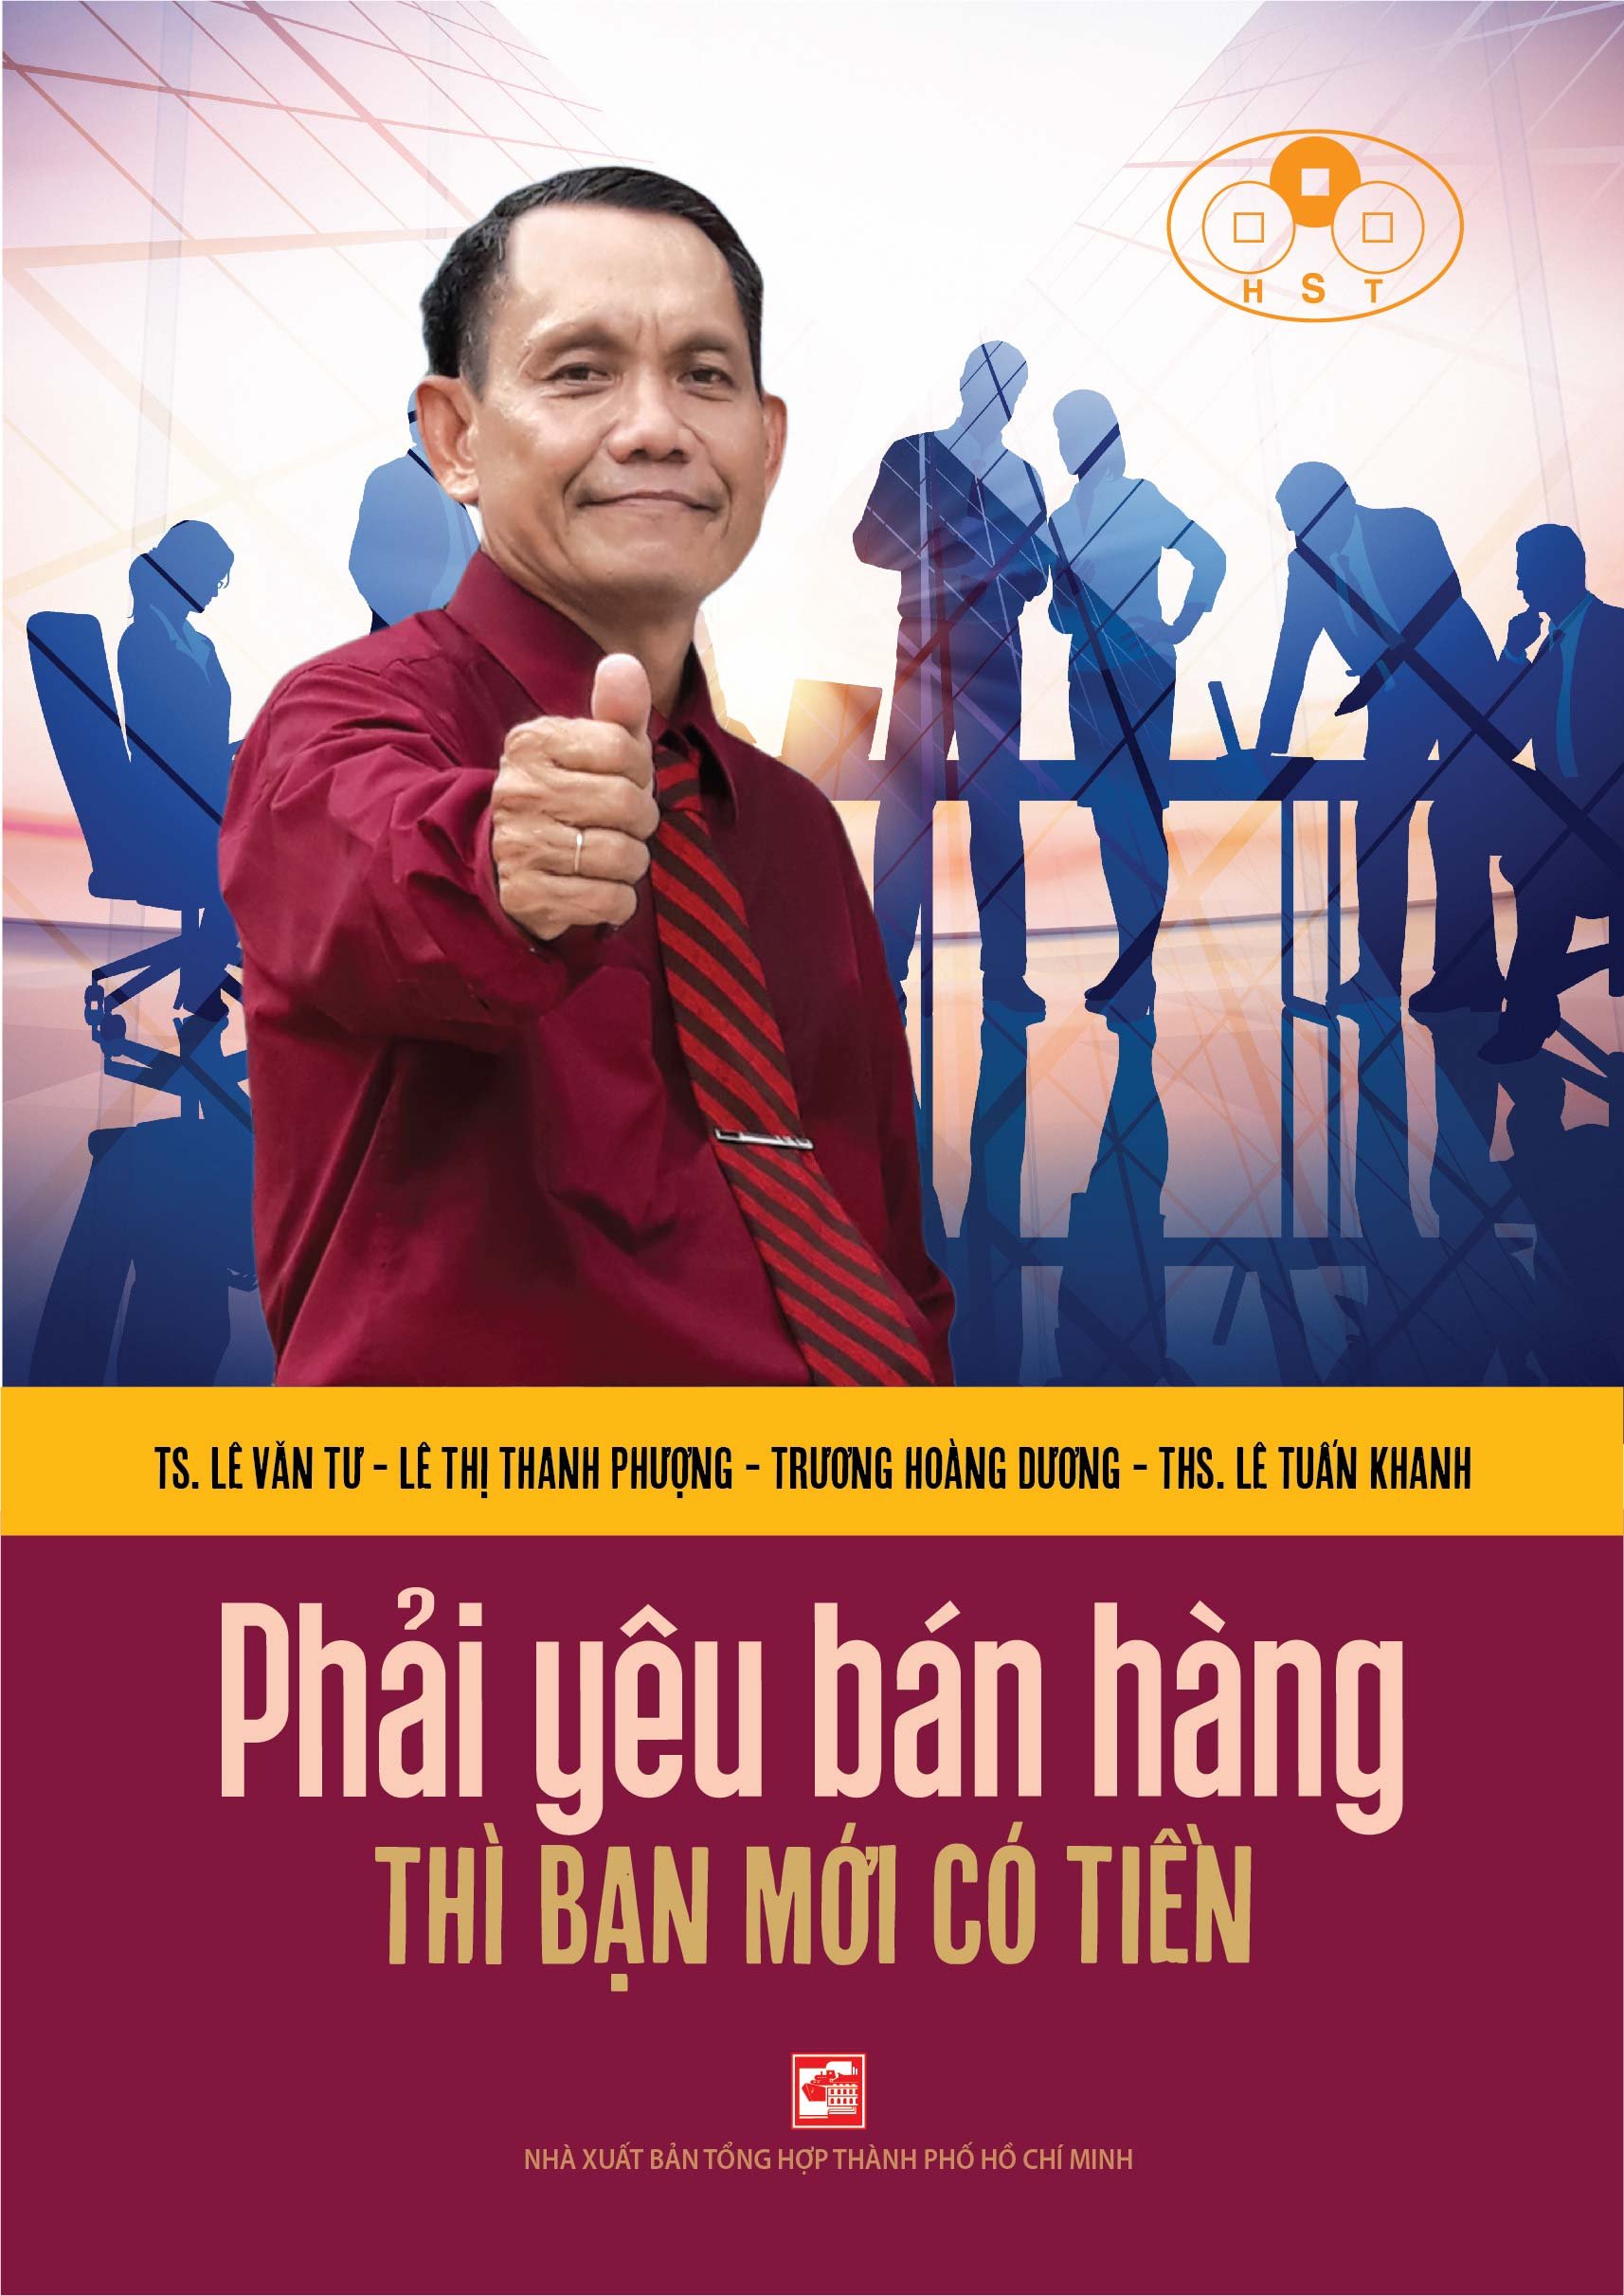 H S T
TS. LÊ VĂN TƯ - LÊ THỊ THANH PHƯỢNG - TRƯƠNG HOÀNG DƯƠNG - THS. LÊ TUẤN KHANH
Phải yêu bán hàng
THÌ BẠN MỚI CÓ TIỀN
NHÀ XUẤT BẢN TỔNG HỢP THÀNH PHỐ HỒ CHÍ MINH